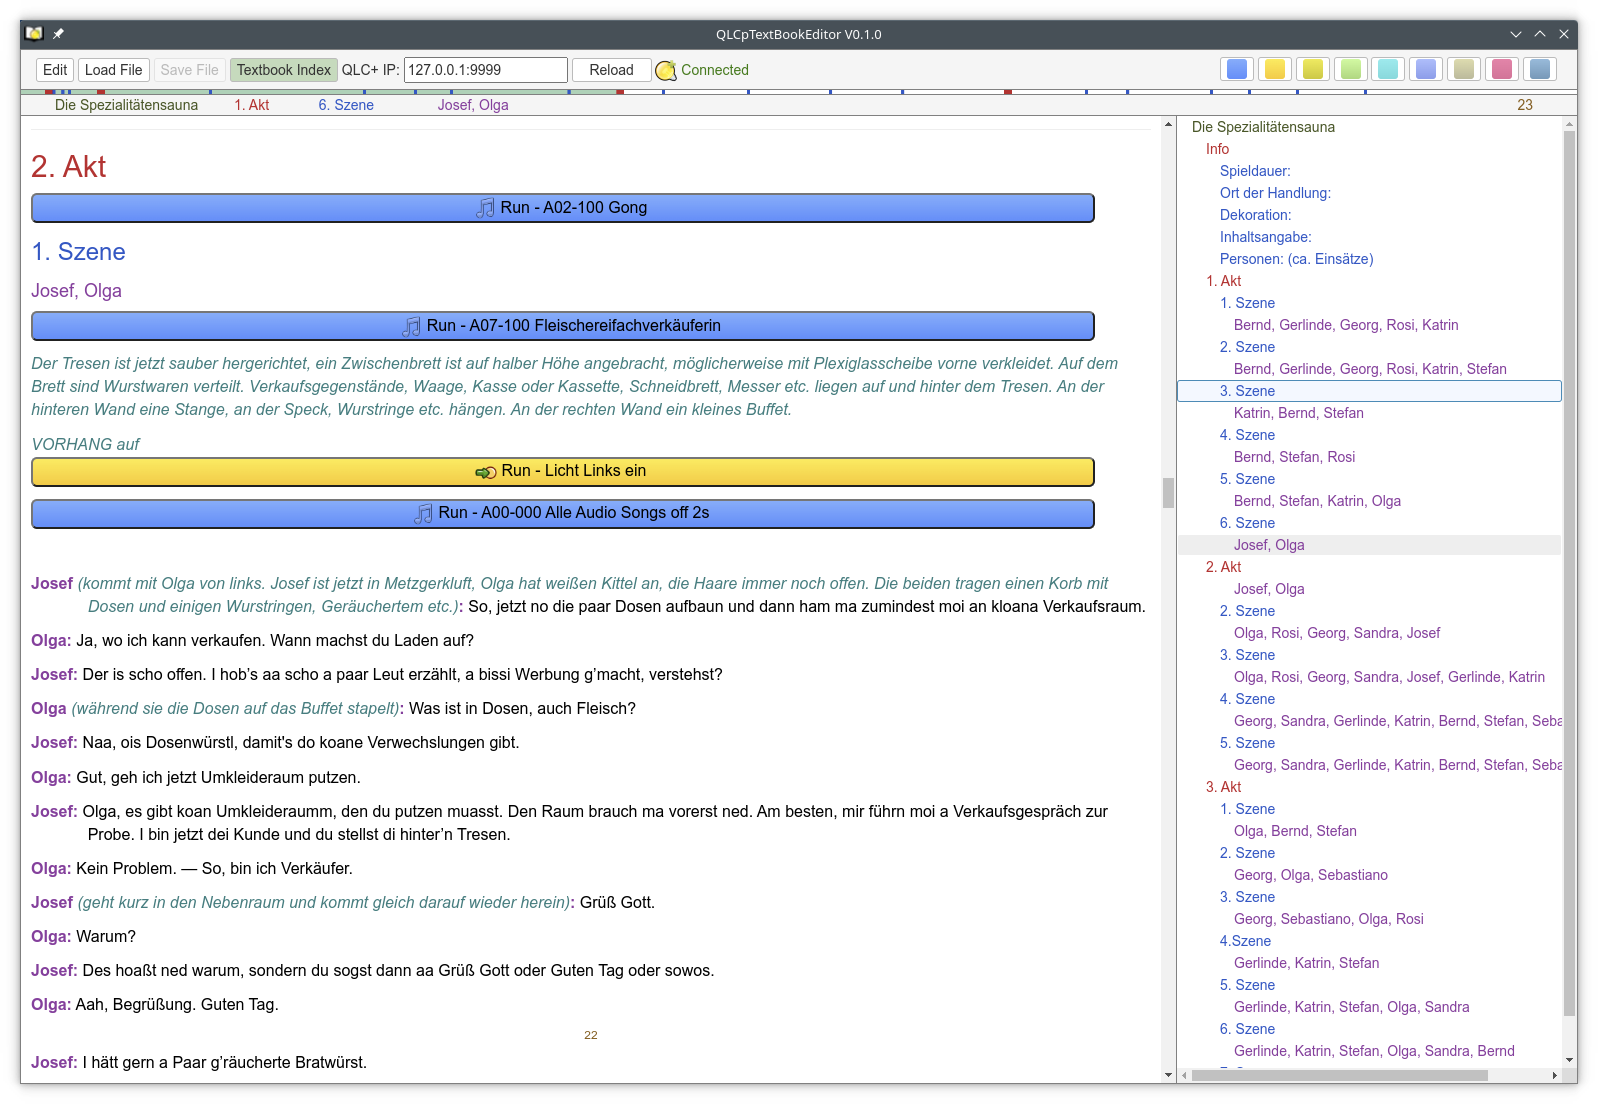 QLCpTextBookEditor V0.1.0
Edit Load File Save File Textbook Index QLC+ IP: 127.0.0.1:9999 Reload Connected
Die Spezialitätensauna 1. Akt 6. Szene Josef, Olga 23
2. Akt
Run - A02-100 Gong
1. Szene
Josef, Olga
Run - A07-100 Fleischereifachverkäuferin
Der Tresen ist jetzt sauber hergerichtet, ein Zwischenbrett ist auf halber Höhe angebracht, möglicherweise mit Plexiglasscheibe vorne verkleidet. Auf dem
Brett sind Wurstwaren verteilt. Verkaufsgegenstände, Waage, Kasse oder Kassette, Schneidbrett, Messer etc. liegen auf und hinter dem Tresen. An der
hinteren Wand eine Stange, an der Speck, Wurstringe etc. hängen. An der rechten Wand ein kleines Buffet.
VORHANG auf
Run - Licht Links ein
Run - A00-000 Alle Audio Songs off 2s
Josef (kommt mit Olga von links. Josef ist jetzt in Metzgerkluft, Olga hat weißen Kittel an, die Haare immer noch offen. Die beiden tragen einen Korb mit
Dosen und einigen Wurstringen, Geräuchertem etc.): So, jetzt no die paar Dosen aufbaun und dann ham ma zumindest moi an kloana Verkaufsraum.
Olga: Ja, wo ich kann verkaufen. Wann machst du Laden auf?
Josef: Der is scho offen. I hob’s aa scho a paar Leut erzählt, a bissi Werbung g’macht, verstehst?
Olga (während sie die Dosen auf das Buffet stapelt): Was ist in Dosen, auch Fleisch?
Josef: Naa, ois Dosenwürstl, damit's do koane Verwechslungen gibt.
Olga: Gut, geh ich jetzt Umkleideraum putzen.
Josef: Olga, es gibt koan Umkleideraumm, den du putzen muasst. Den Raum brauch ma vorerst ned. Am besten, mir führn moi a Verkaufsgespräch zur
Probe. I bin jetzt dei Kunde und du stellst di hinter’n Tresen.
Olga: Kein Problem. — So, bin ich Verkäufer.
Josef (geht kurz in den Nebenraum und kommt gleich darauf wieder herein): Grüß Gott.
Olga: Warum?
Josef: Des hoaßt ned warum, sondern du sogst dann aa Grüß Gott oder Guten Tag oder sowos.
Olga: Aah, Begrüßung. Guten Tag.
22
Josef: I hätt gern a Paar g’räucherte Bratwürst.
Die Spezialitätensauna
Info
Spieldauer:
Ort der Handlung:
Dekoration:
Inhaltsangabe:
Personen: (ca. Einsätze)
1. Akt
1. Szene
Bernd, Gerlinde, Georg, Rosi, Katrin
2. Szene
Bernd, Gerlinde, Georg, Rosi, Katrin, Stefan
3. Szene
Katrin, Bernd, Stefan
4. Szene
Bernd, Stefan, Rosi
5. Szene
Bernd, Stefan, Katrin, Olga
6. Szene
Josef, Olga
2. Akt
Josef, Olga
2. Szene
Olga, Rosi, Georg, Sandra, Josef
3. Szene
Olga, Rosi, Georg, Sandra, Josef, Gerlinde, Katrin
4. Szene
Georg, Sandra, Gerlinde, Katrin, Bernd, Stefan, Seba
5. Szene
Georg, Sandra, Gerlinde, Katrin, Bernd, Stefan, Seba
3. Akt
1. Szene
Olga, Bernd, Stefan
2. Szene
Georg, Olga, Sebastiano
3. Szene
Georg, Sebastiano, Olga, Rosi
4.Szene
Gerlinde, Katrin, Stefan
5. Szene
Gerlinde, Katrin, Stefan, Olga, Sandra
6. Szene
Gerlinde, Katrin, Stefan, Olga, Sandra, Bernd